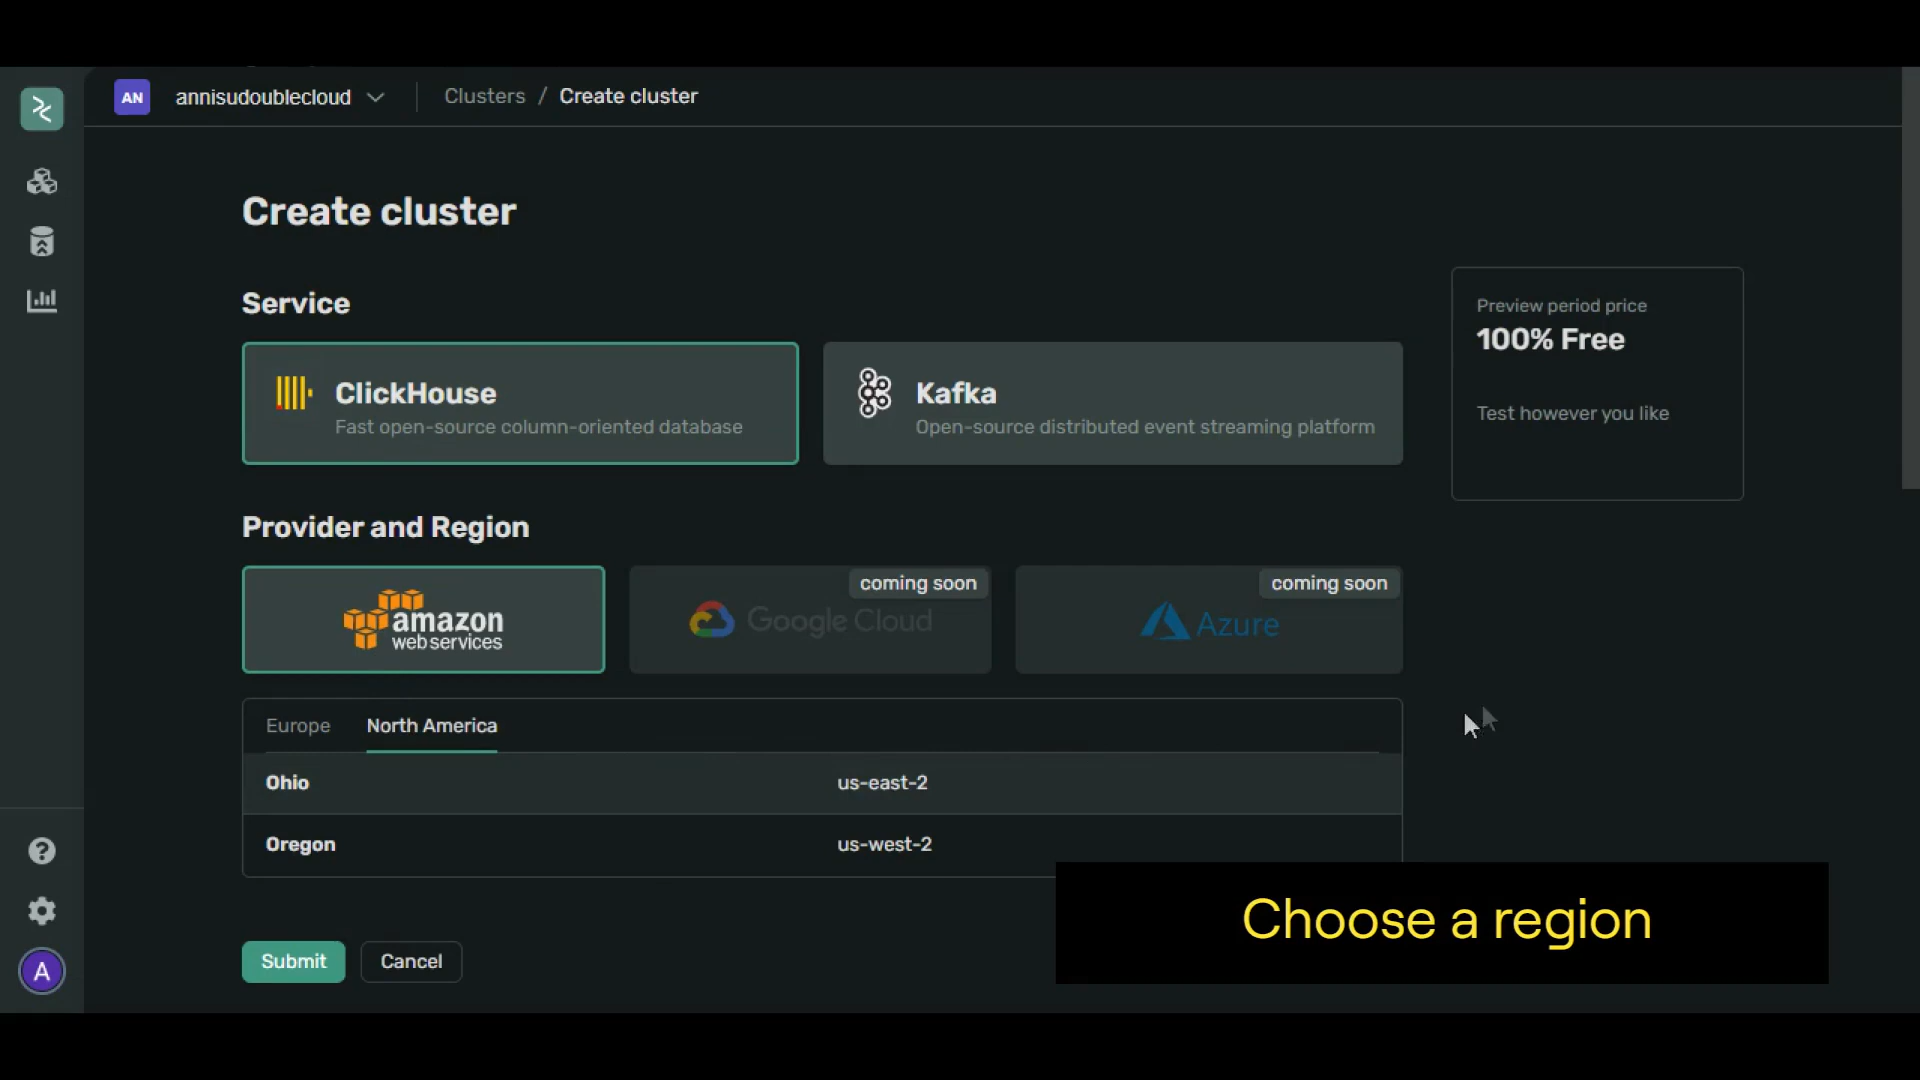 AN annisudoublecloud Clusters / Create cluster
Create cluster
Service
ClickHouse
Fast open-source column-oriented database
Kafka
Open-source distributed event streaming platform
Preview period price
100% Free
Test however you like
Provider and Region
amazon
webservices
coming soon
Google Cloud
coming soon
Azure
Europe North America
Ohio us-east-2
Oregon us-west-2
Choose a region
Submit Cancel
A